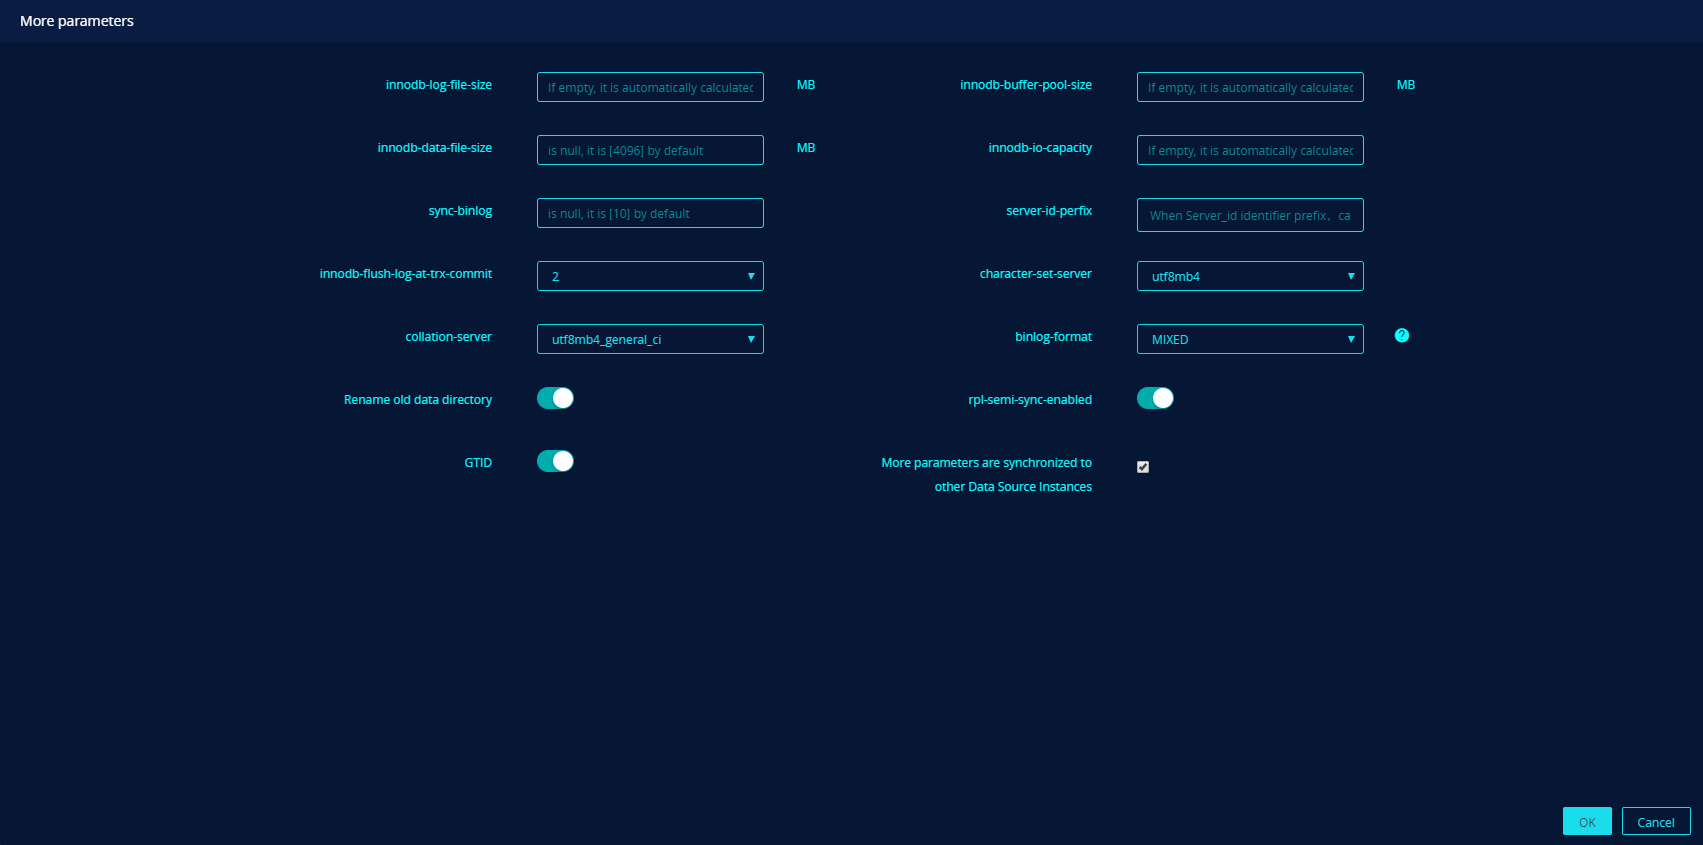 More parameters
innodb-log-file-size If empty, it is automatically calculated MB innodb-buffer-pool-size If empty, it is automatically calculated MB
innodb-data-file-size is null, it is [4096] by default MB innodb-io-capacity If empty, it is automatically calculated
sync-binlog is null, it is [10] by default server-id-perfix When Server_id identifier prefix，ca
innodb-flush-log-at-trx-commit 2 character-set-server utf8mb4
collation-server utf8mb4_general_ci binlog-format MIXED ?
Rename old data directory rpl-semi-sync-enabled
GTID More parameters are synchronized to
other Data Source Instances
OK Cancel